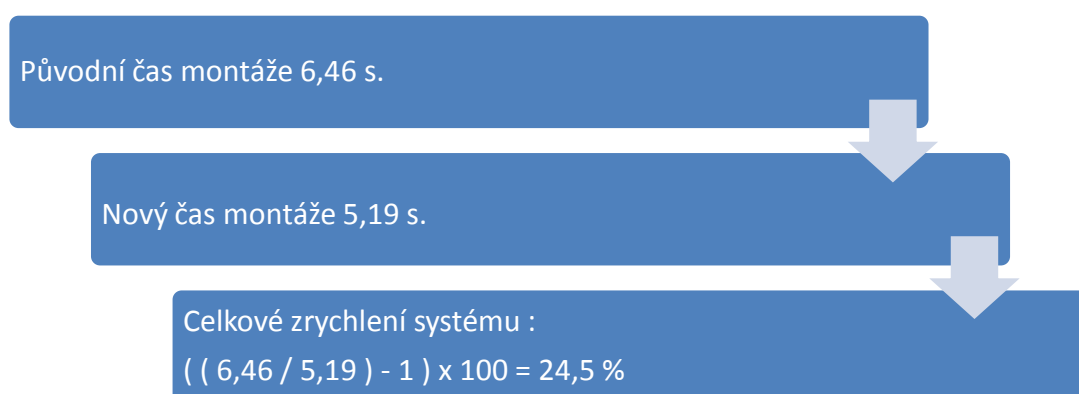 Původní čas montáže 6,46 s.
Nový čas montáže 5,19 s.
Celkové zrychlení systému :
( ( 6,46 / 5,19 ) - 1 ) x 100 = 24,5 %